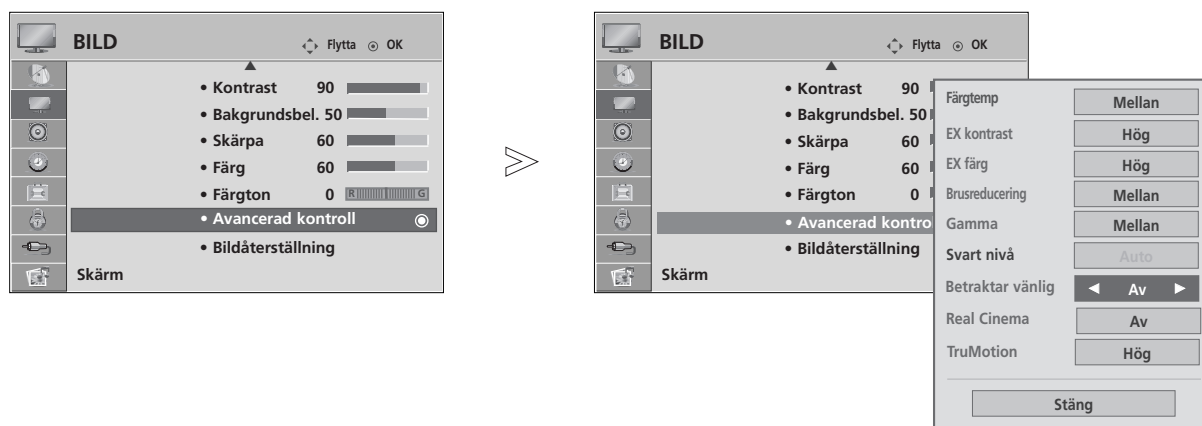 BILD Flytta OK
• Kontrast 90
• Bakgrundsbel. 50
• Skärpa 60
• Färg 60
• Färgton 0 R G
• Avancerad kontroll
• Bildåterställning
Skärm
BILD Flytta OK
• Kontrast 90
• Bakgrundsbel. 50
• Skärpa 60
• Färg 60
• Färgton 0
• Avancerad kontro
• Bildåterställning
Skärm
Färgtemp Mellan
EX kontrast Hög
EX färg Hög
Brusreducering Mellan
Gamma Mellan
Svart nivå Auto
Betraktar vänlig ◄ Av ►
Real Cinema Av
TruMotion Hög
Stäng